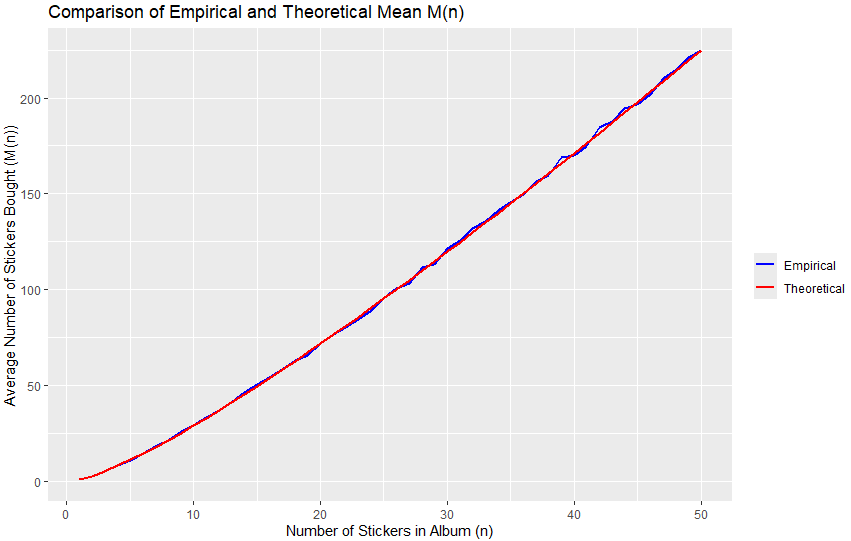 Comparison of Empirical and Theoretical Mean M(n)
Average Number of Stickers Bought (M(n))
200
150
100
50
0
0 10 20 30 40 50
Number of Stickers in Album (n)
Empirical
Theoretical